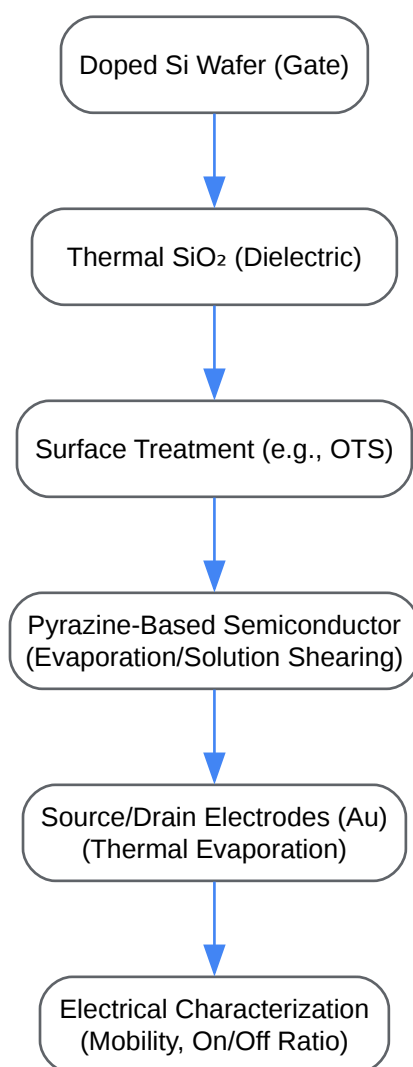 Doped Si Wafer (Gate)
Thermal SiO₂ (Dielectric)
Surface Treatment (e.g., OTS)
Pyrazine-Based Semiconductor
(Evaporation/Solution Shearing)
Source/Drain Electrodes (Au)
(Thermal Evaporation)
Electrical Characterization
(Mobility, On/Off Ratio)